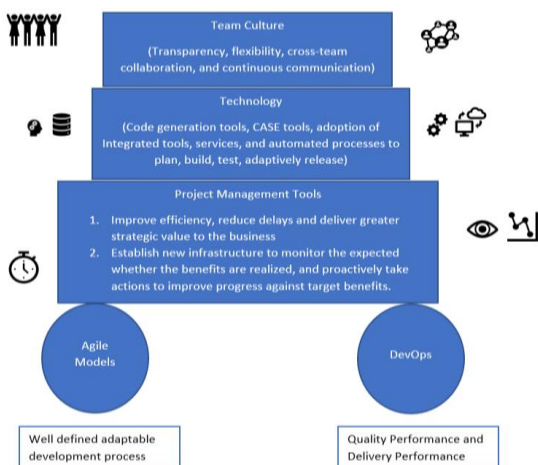 Team Culture
(Transparency, flexibility, cross-team
collaboration, and continuous communication)
Technology
(Code generation tools, CASE tools, adoption of
Integrated tools, services, and automated processes to
plan, build, test, adaptively release)
Project Management Tools
1. Improve efficiency, reduce delays and deliver greater
strategic value to the business
2. Establish new infrastructure to monitor the expected
whether the benefits are realized, and proactively take
actions to improve progress against target benefits.
Agile
Models
DevOps
Well defined adaptable
development process
Quality Performance and
Delivery Performance